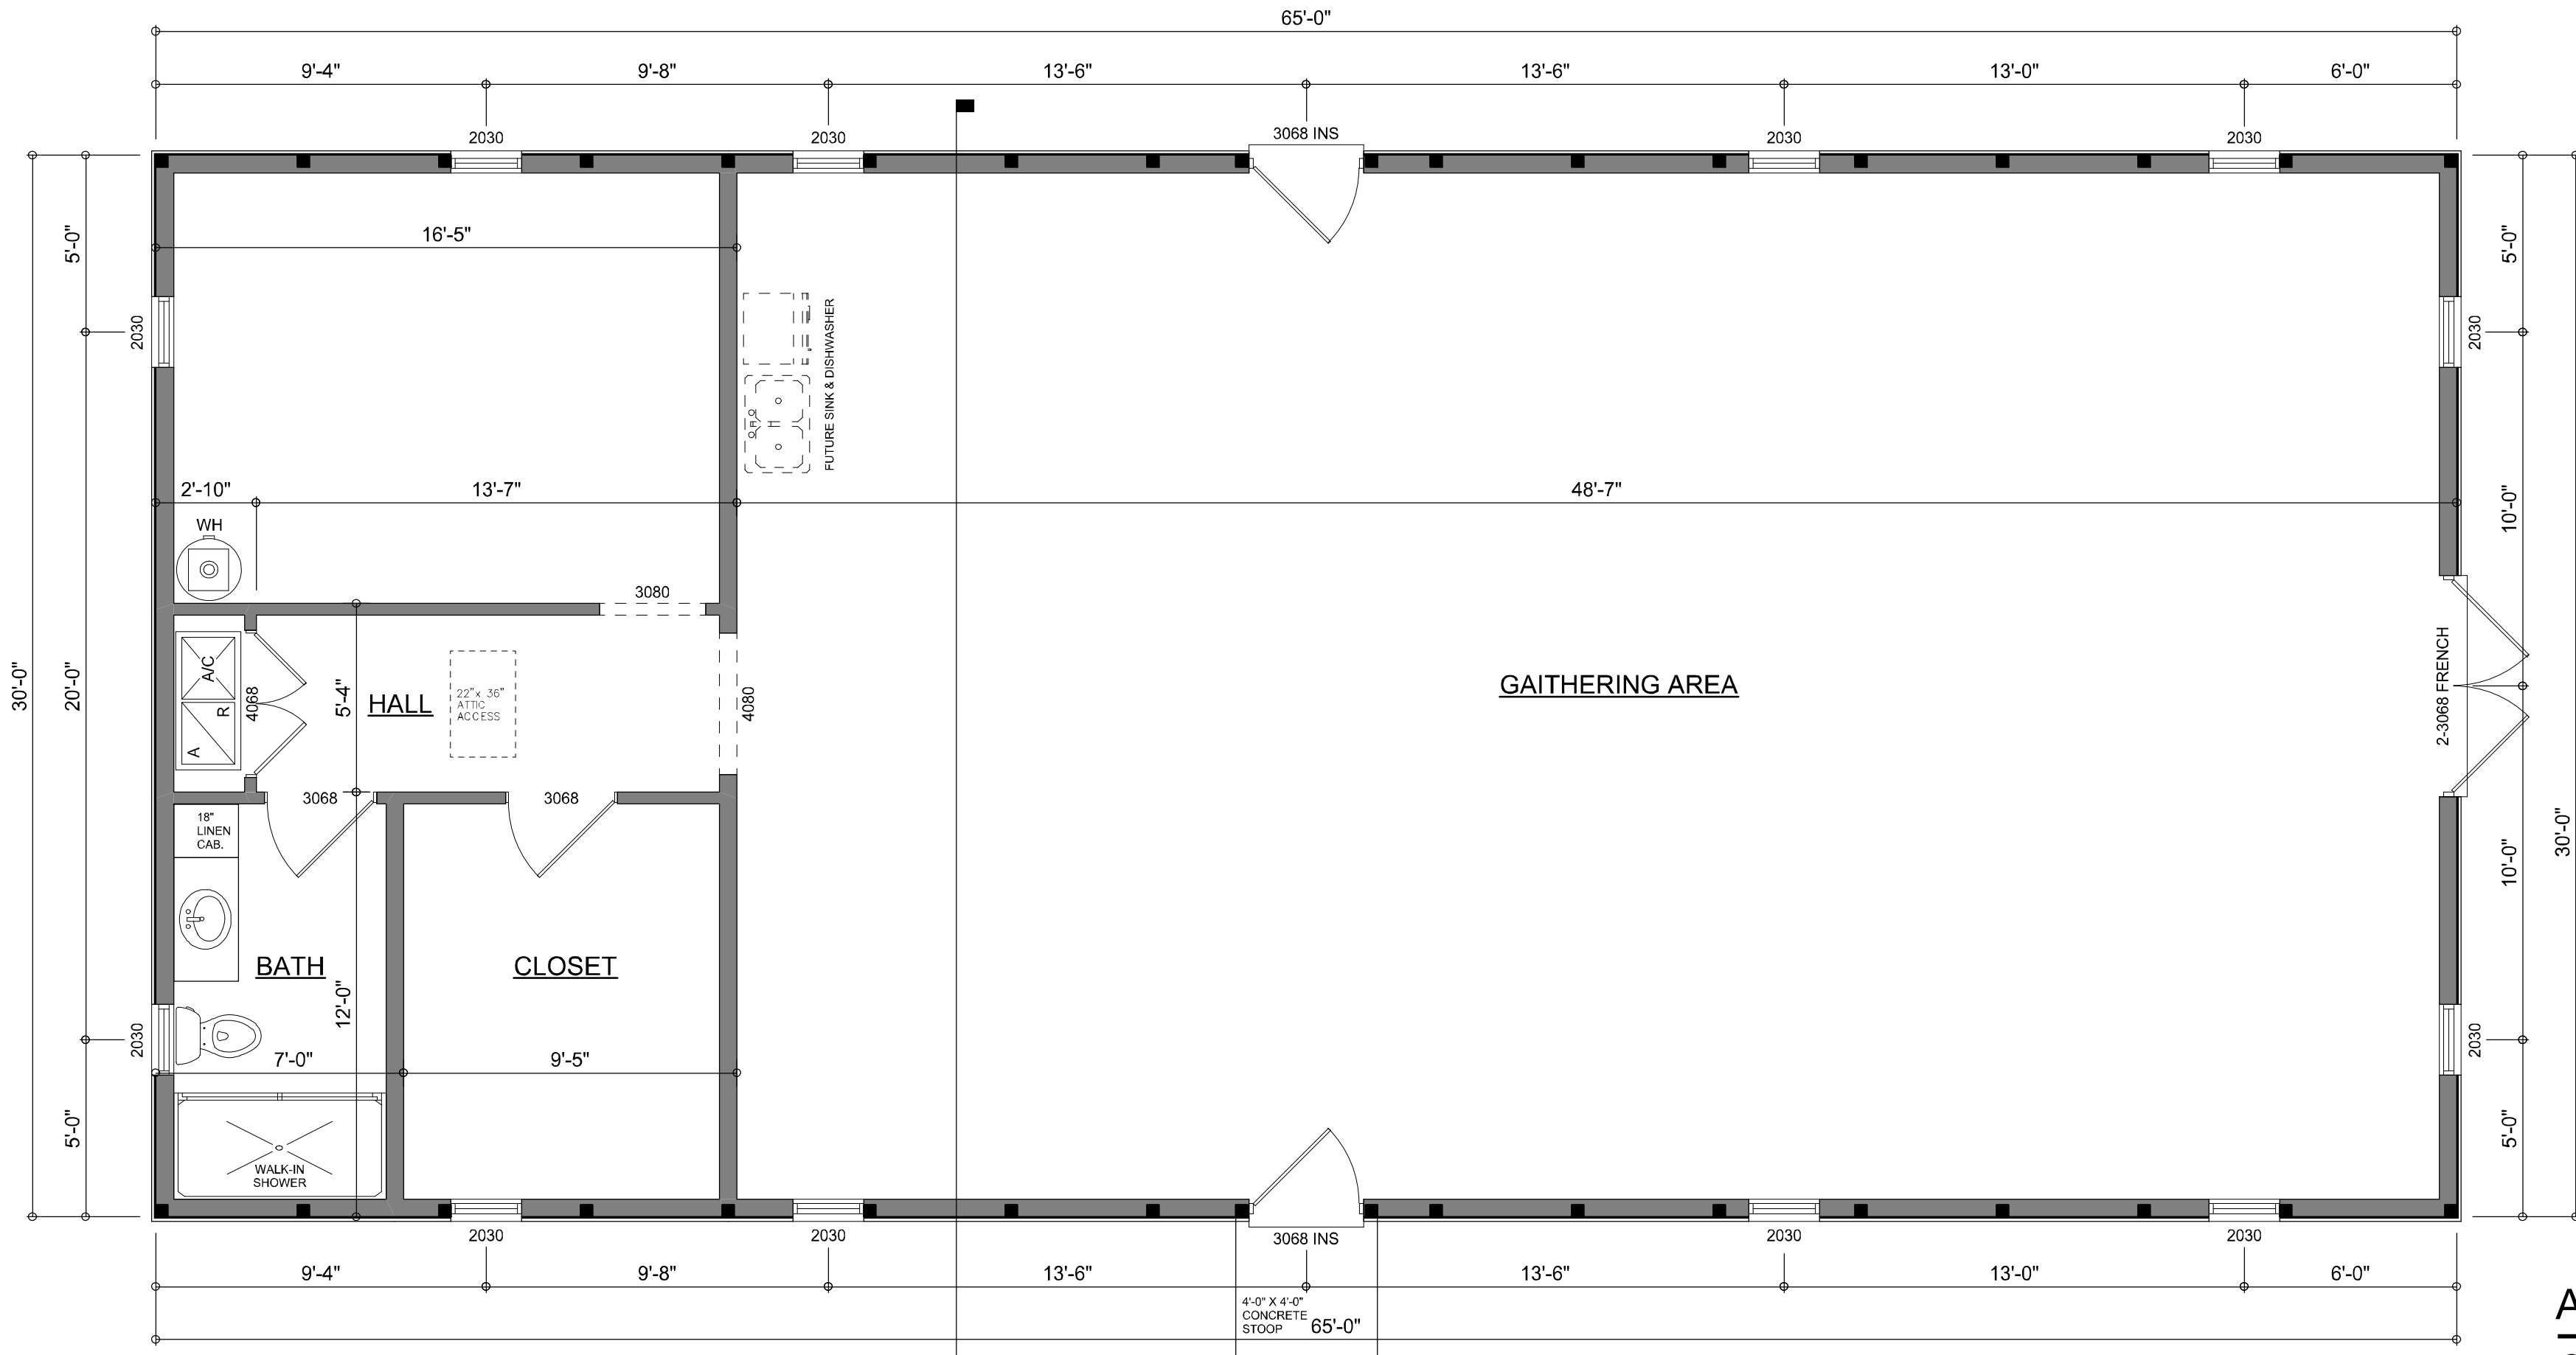 65'-0"
9'-4"
9'-8"
13'-6"
13'-6"
13'-0"
6'-0"
2030
2030
3068 INS
2030
2030
5'-0"
16'-5"
5'-0"
2030
FUTURE SINK & DISHWASHER
2030
2'-10"
13'-7"
48'-7"
10'-0"
WH
3080
30'-0"
20'-0"
A/C
R
A
4068
5'-4"
HALL
22"x 36"
ATTIC
ACCESS
4080
GAITHERING AREA
2-3068 FRENCH
3068
3068
18"
LINEN
CAB.
30'-0"
10'-0"
BATH
CLOSET
12'-0"
2030
7'-0"
9'-5"
2030
5'-0"
WALK-IN
SHOWER
5'-0"
2030
2030
3068 INS
2030
2030
9'-4"
9'-8"
13'-6"
13'-6"
13'-0"
6'-0"
4'-0" X 4'-0"
CONCRETE
STOOP
65'-0"
A